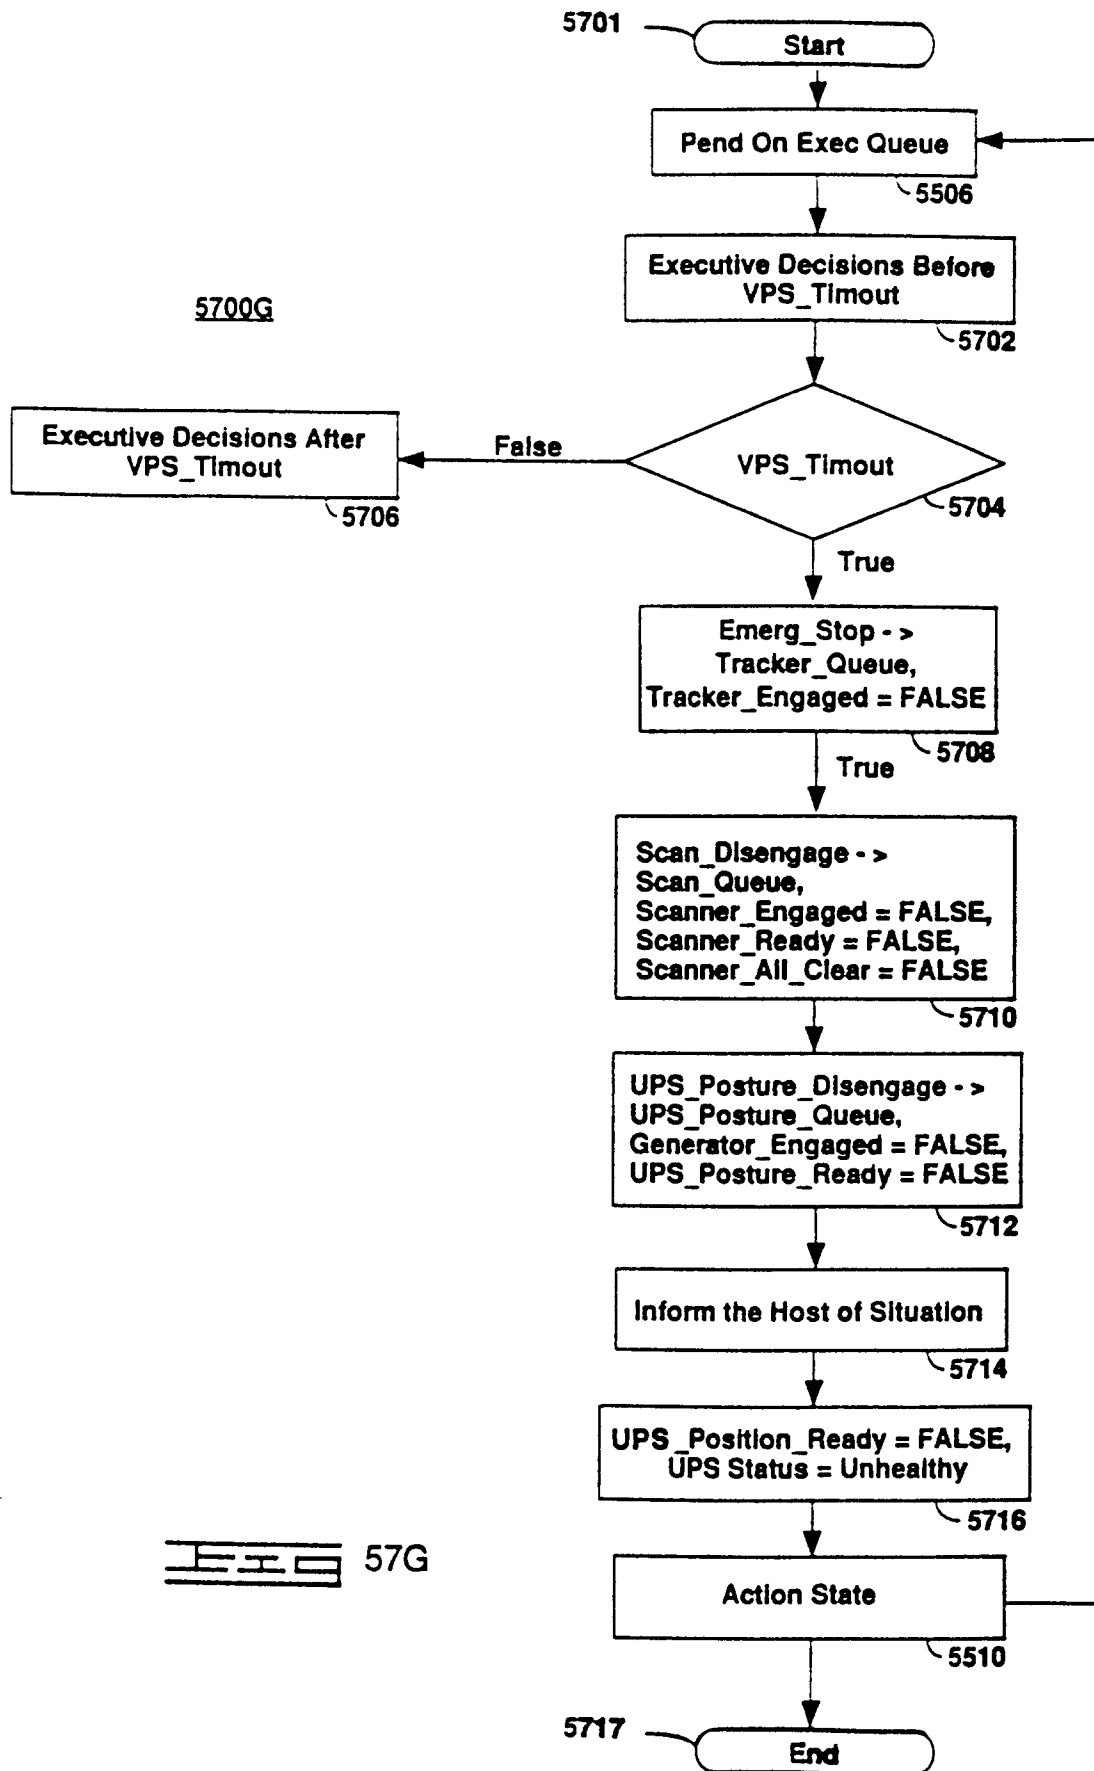 5701
Start
Pend On Exec Queue
5506
Executive Decisions Before
VPS_Timout
5702
5700G
Executive Decisions After
VPS_Timout
5706
False
VPS_Timout
5704
True
Emerg_Stop - >
Tracker_Queue,
Tracker_Engaged = FALSE
5708
True
Scan_Disengage - >
Scan_Queue,
Scanner_Engaged = FALSE,
Scanner_Ready = FALSE,
Scanner_All_Clear = FALSE
5710
UPS_Posture_Disengage - >
UPS_Posture_Queue,
Generator_Engaged = FALSE,
UPS_Posture_Ready = FALSE
5712
Inform the Host of Situation
5714
UPS_Position_Ready = FALSE,
UPS Status = Unhealthy
5716
57G
Action State
5510
5717
End